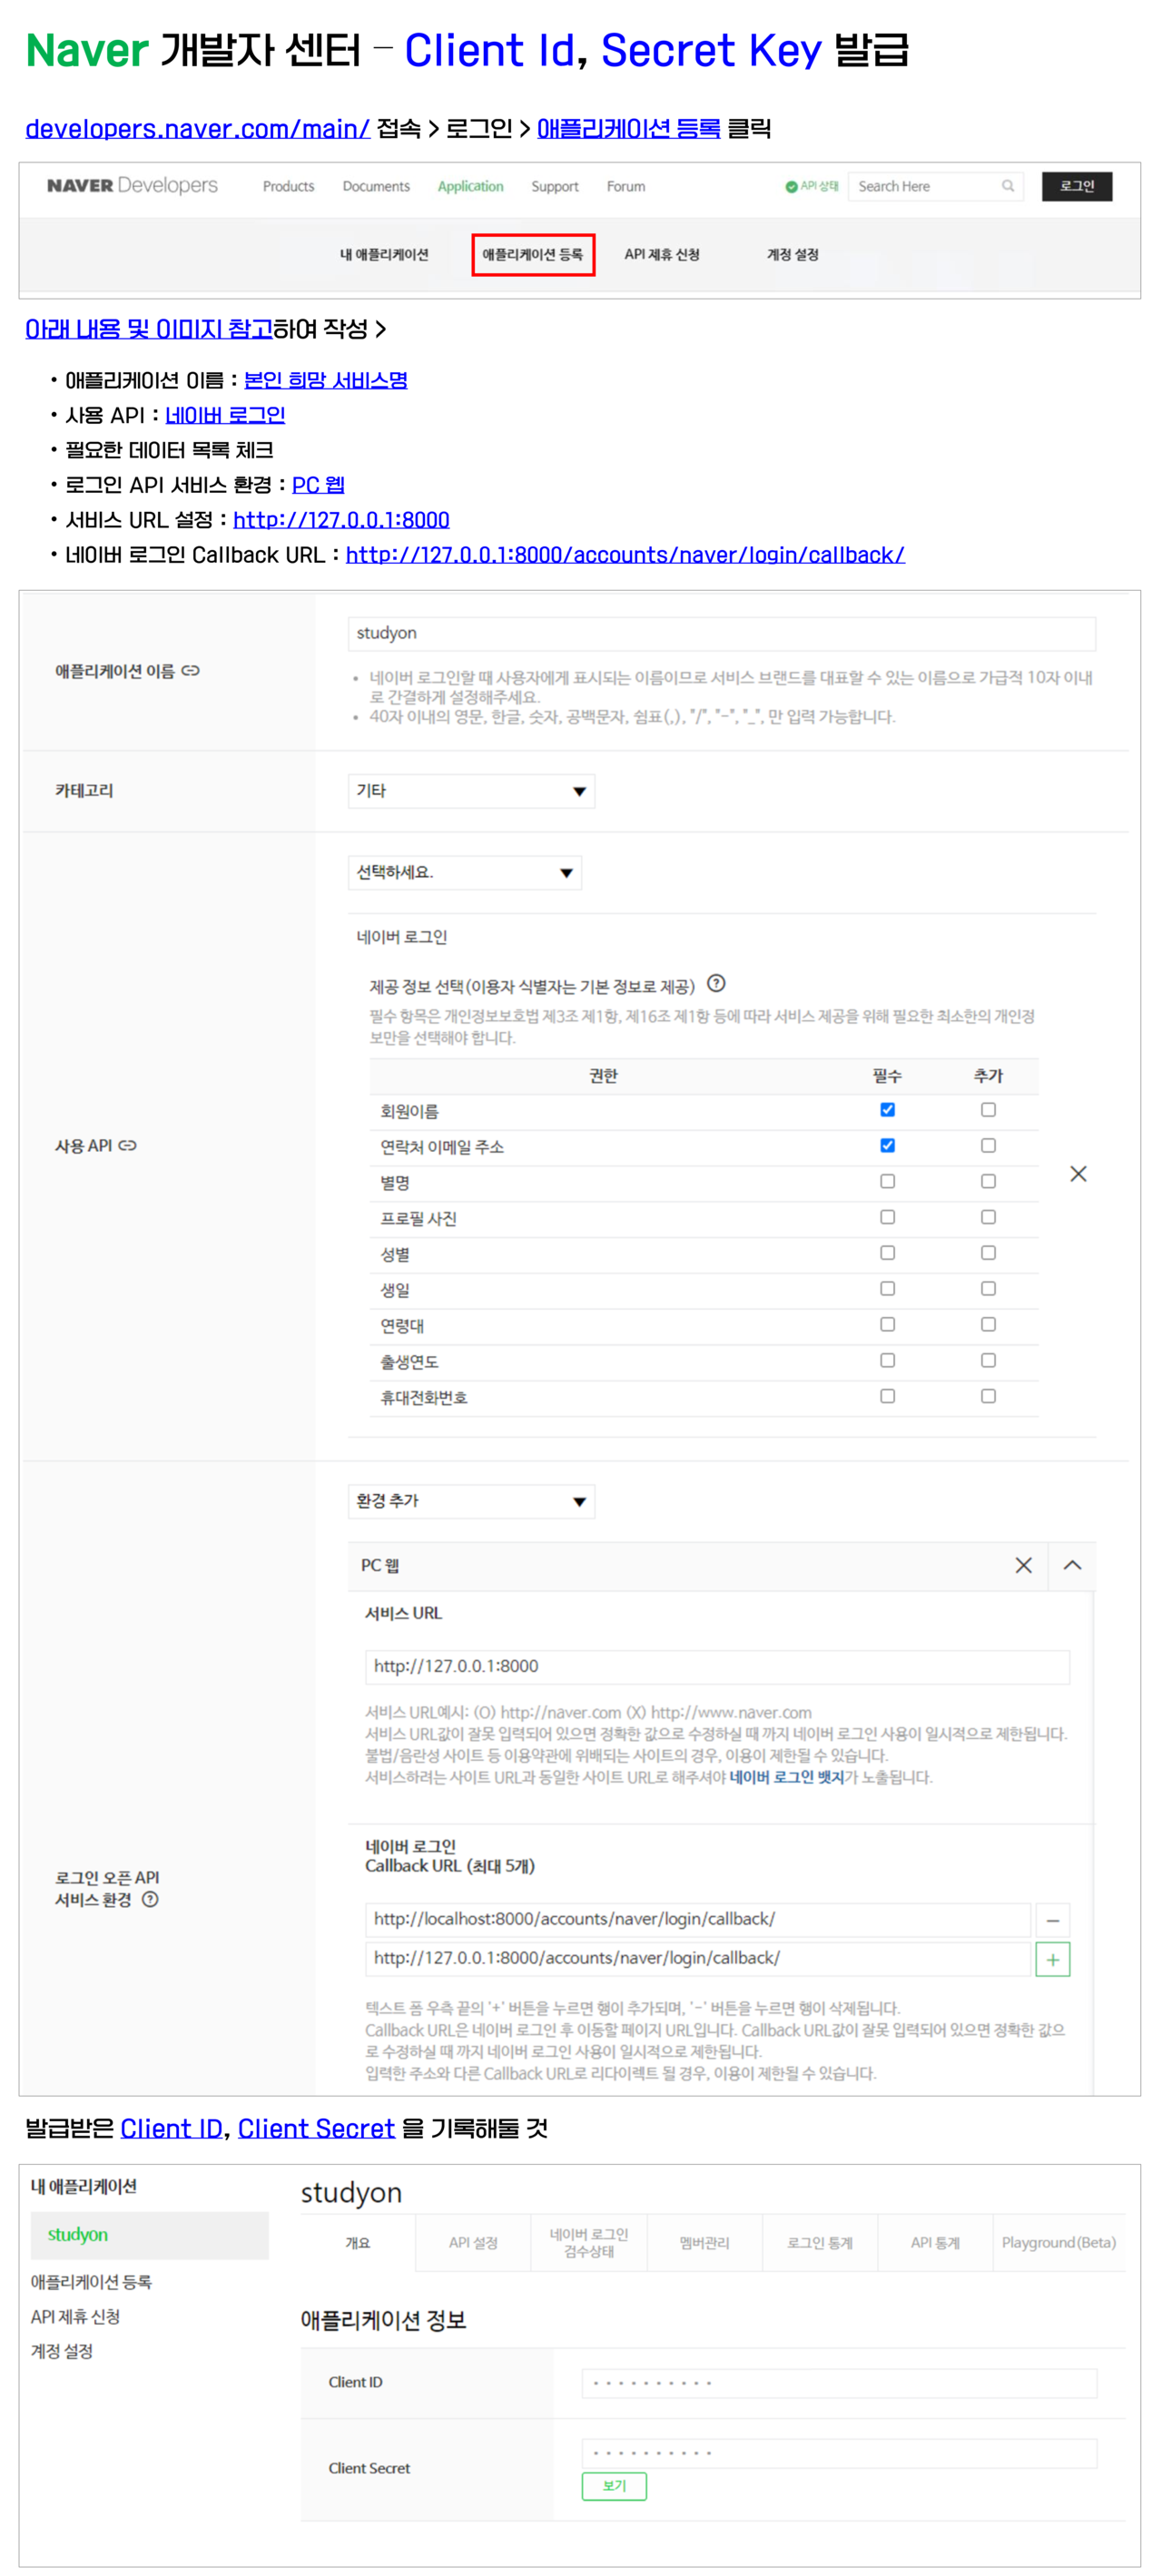 Naver 개발자 센터 – Client Id, Secret Key 발급
developers.naver.com/main/ 접속 > 로그인 > 애플리케이션 등록 클릭
NAVER Developers Products Documents Application Support Forum API 상태 Search Here 로그인
내 애플리케이션 애플리케이션 등록 API 제휴 신청 계정 설정
아래 내용 및 이미지 참고하여 작성 >
• 애플리케이션 이름 : 본인 희망 서비스명
• 사용 API : 네이버 로그인
• 필요한 데이터 목록 체크
• 로그인 API 서비스 환경 : PC 웹
• 서비스 URL 설정 : http://127.0.0.1:8000
• 네이버 로그인 Callback URL : http://127.0.0.1:8000/accounts/naver/login/callback/
애플리케이션 이름
studyon
• 네이버 로그인할 때 사용자에게 표시되는 이름이므로 서비스 브랜드를 대표할 수 있는 이름으로 가급적 10자 이내
로 간결하게 설정해주세요.
• 40자 이내의 영문, 한글, 숫자, 공백문자, 쉼표(,), "/", "-", "_", 만 입력 가능합니다.
카테고리
기타
사용 API
선택하세요.
네이버 로그인
제공 정보 선택(이용자 식별자는 기본 정보로 제공) ?
필수 항목은 개인정보보호법 제3조 제1항, 제16조 제1항 등에 따라 서비스 제공을 위해 필요한 최소한의 개인정
보만을 선택해야 합니다.
권한 필수 추가
회원이름
연락처 이메일 주소
별명
프로필 사진
성별
생일
연령대
출생연도
휴대전화번호
로그인 오픈 API
서비스 환경 ?
환경 추가
PC 웹
서비스 URL
http://127.0.0.1:8000
서비스 URL예시: (O) http://naver.com (X) http://www.naver.com
서비스 URL값이 잘못 입력되어 있으면 정확한 값으로 수정하실 때 까지 네이버 로그인 사용이 일시적으로 제한됩니다.
불법/음란성 사이트 등 이용약관에 위배되는 사이트의 경우, 이용이 제한될 수 있습니다.
서비스하려는 사이트 URL과 동일한 사이트 URL로 해주셔야 네이버 로그인 뱃지가 노출됩니다.
네이버 로그인
Callback URL (최대 5개)
http://localhost:8000/accounts/naver/login/callback/
http://127.0.0.1:8000/accounts/naver/login/callback/
텍스트 폼 우측 끝의 '+' 버튼을 누르면 행이 추가되며, '-' 버튼을 누르면 행이 삭제됩니다.
Callback URL은 네이버 로그인 후 이동할 페이지 URL입니다. Callback URL값이 잘못 입력되어 있으면 정확한 값으
로 수정하실 때 까지 네이버 로그인 사용이 일시적으로 제한됩니다.
입력한 주소와 다른 Callback URL로 리다이렉트 될 경우, 이용이 제한될 수 있습니다.
발급받은 Client ID, Client Secret 을 기록해둘 것
내 애플리케이션
studyon
애플리케이션 등록
API 제휴 신청
계정 설정
studyon
개요 API 설정 네이버 로그인 검수상태 멤버관리 로그인 통계 API 통계 Playground(Beta)
애플리케이션 정보
Client ID
Client Secret
보기